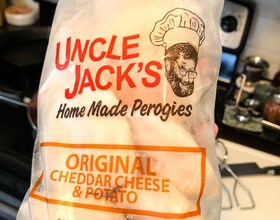 UNCLE
JACK'S
Home Made Perogies
ORIGINAL
CHEDDAR CHEESE
& POTATO